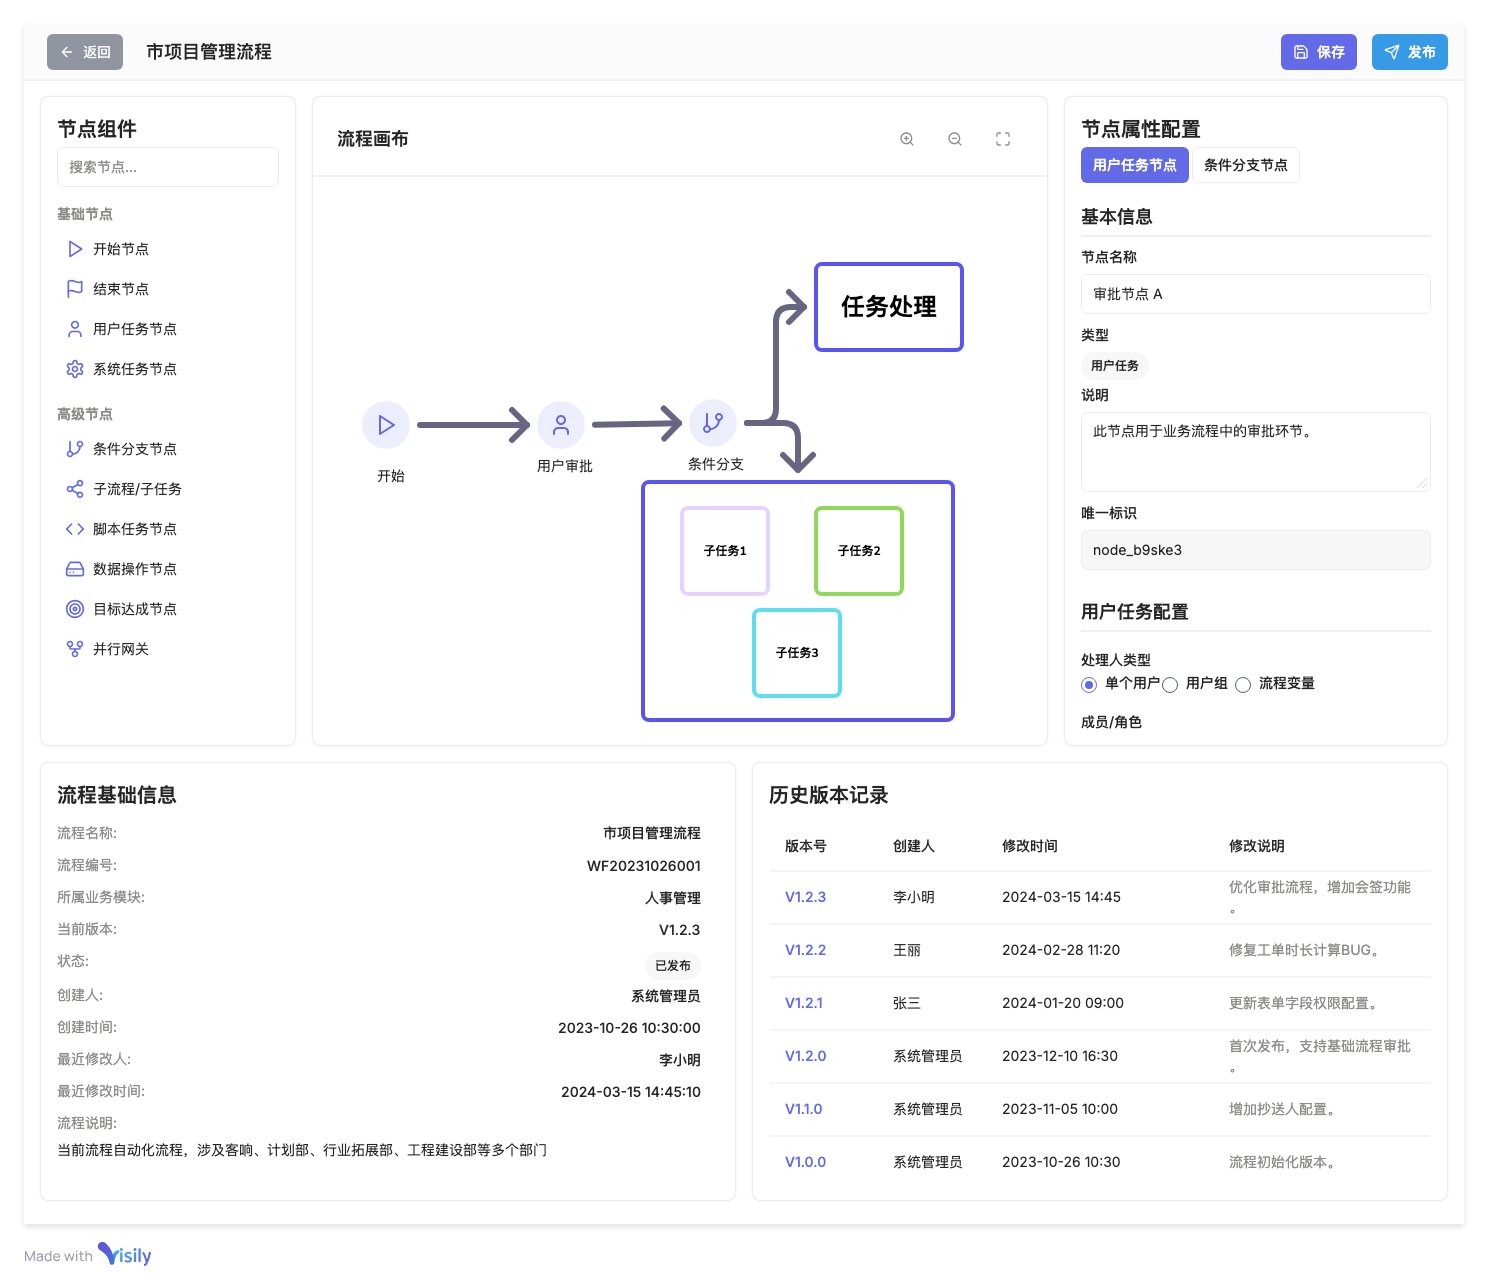 返回
市项目管理流程
保存
发布
节点组件
搜索节点...
基础节点
开始节点
结束节点
用户任务节点
系统任务节点
高级节点
条件分支节点
子流程/子任务
脚本任务节点
数据操作节点
目标达成节点
并行网关
流程画布
任务处理
开始
用户审批
条件分支
子任务1
子任务2
子任务3
节点属性配置
用户任务节点
条件分支节点
基本信息
节点名称
审批节点 A
类型
用户任务
说明
此节点用于业务流程中的审批环节。
唯一标识
node_b9ske3
用户任务配置
处理人类型
单个用户 用户组 流程变量
成员/角色
流程基础信息
流程名称: 市项目管理流程
流程编号: WF20231026001
所属业务模块: 人事管理
当前版本: V1.2.3
状态: 已发布
创建人: 系统管理员
创建时间: 2023-10-26 10:30:00
最近修改人: 李小明
最近修改时间: 2024-03-15 14:45:10
流程说明:
当前流程自动化流程，涉及客响、计划部、行业拓展部、工程建设部等多个部门
历史版本记录
版本号 创建人 修改时间 修改说明
V1.2.3 李小明 2024-03-15 14:45 优化审批流程，增加会签功能
。
V1.2.2 王丽 2024-02-28 11:20 修复工单时长计算BUG。
V1.2.1 张三 2024-01-20 09:00 更新表单字段权限配置。
V1.2.0 系统管理员 2023-12-10 16:30 首次发布，支持基础流程审批
。
V1.1.0 系统管理员 2023-11-05 10:00 增加抄送人配置。
V1.0.0 系统管理员 2023-10-26 10:30 流程初始化版本。
Made with Visily